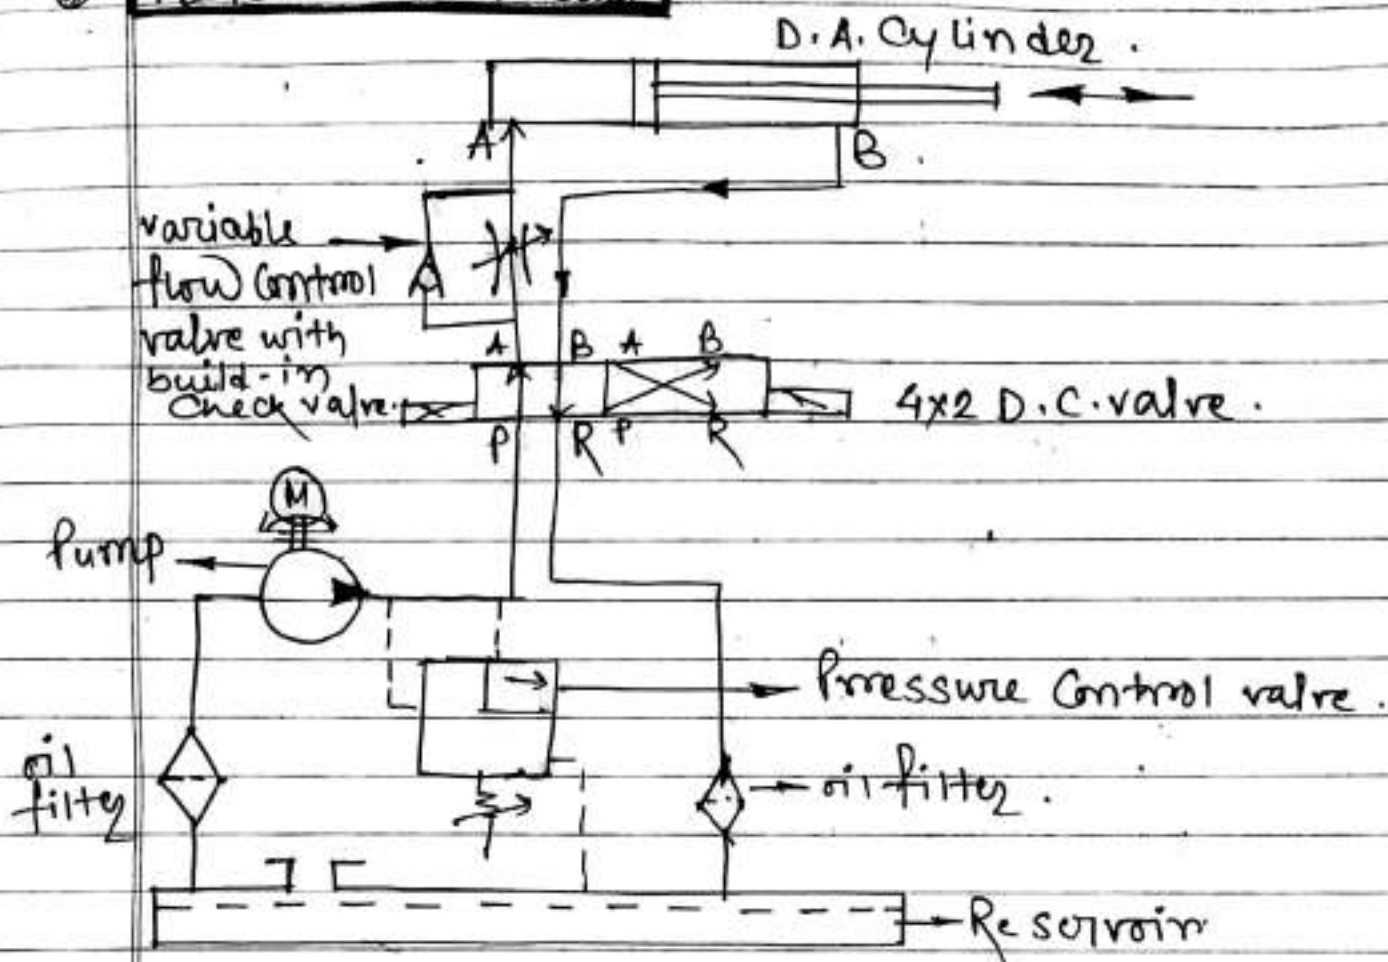 D.A. Cylinder.
A
B.
variable
flow Control
valve with
build-in
Check valve.
A B A B
4x2 D.C. valve.
P R P R
M
Pump
Pressure Control valve.
oil
filter
oil filter.
Reservoir